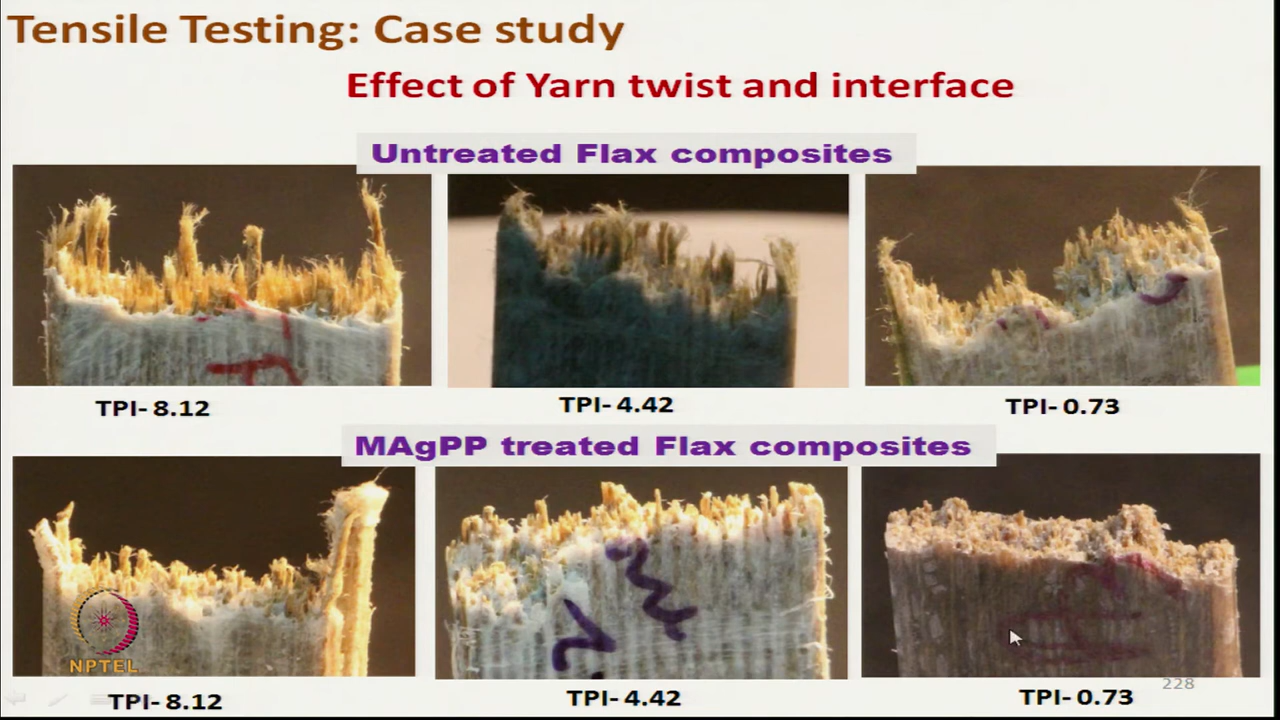 Tensile Testing: Case study
Effect of Yarn twist and interface
Untreated Flax composites
TPI- 8.12
TPI- 4.42
TPI- 0.73
MAgPP treated Flax composites
NPTEL
TPI- 8.12
TPI- 4.42
TPI- 0.73
228